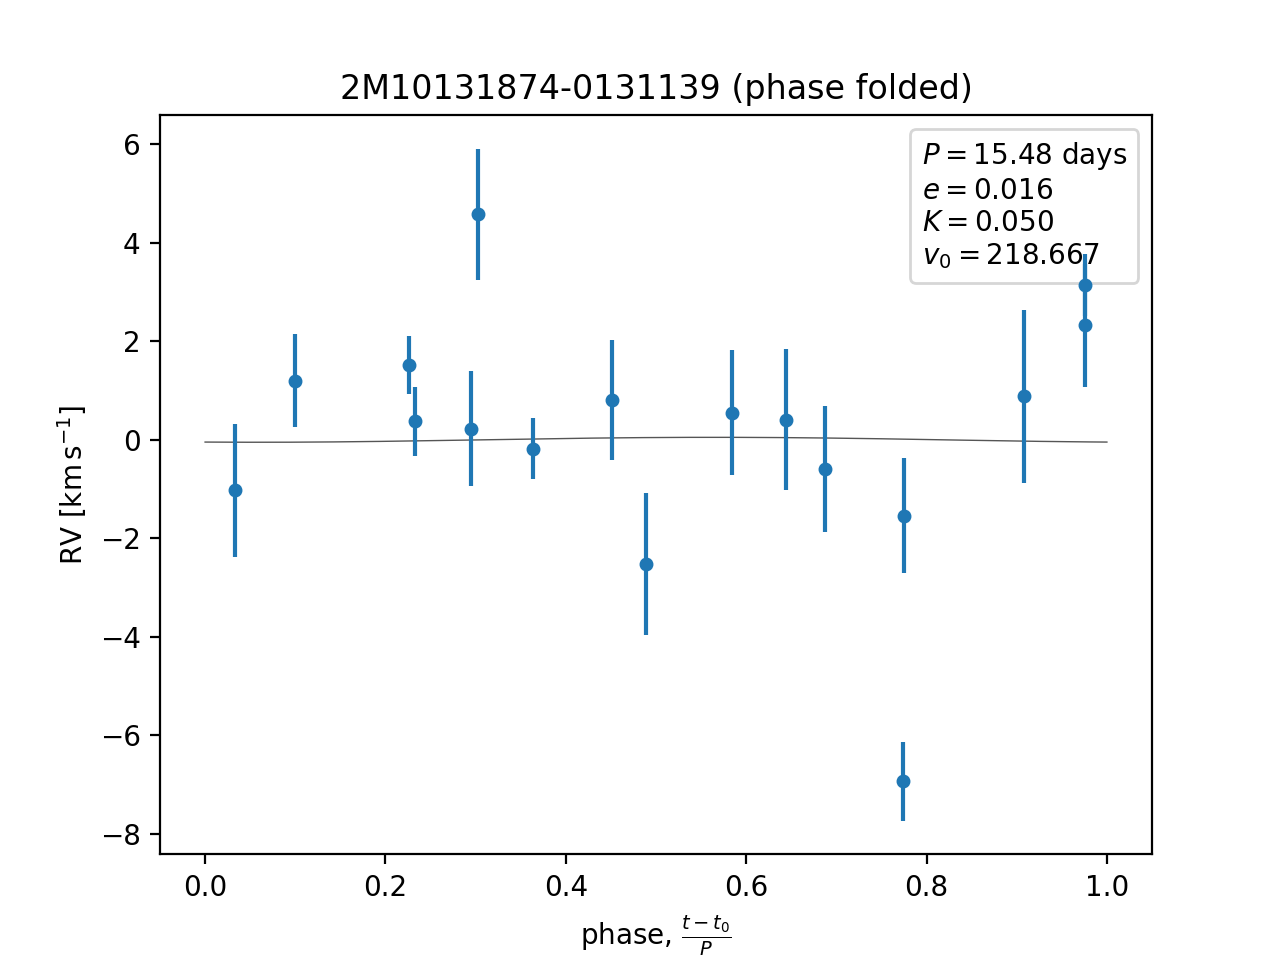 2M10131874-0131139 (phase folded)
P = 15.48 days
e = 0.016
K = 0.050
v₀ = 218.667
6
4
2
0
−2
−4
−6
−8
RV [km s⁻¹]
0.0 0.2 0.4 0.6 0.8 1.0
phase, (t − t₀)/P